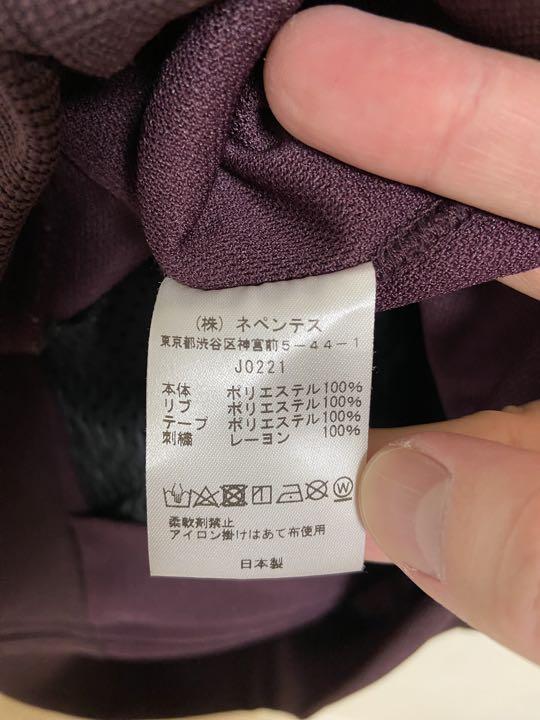 (株) ネペンテス
東京都渋谷区神宮前5-44-1
J0221
本体 ポリエステル100%
リブ ポリエステル100%
テープ ポリエステル100%
刺繍 レーヨン 100%
W
柔軟剤禁止
アイロン掛けはあて布使用
日本製